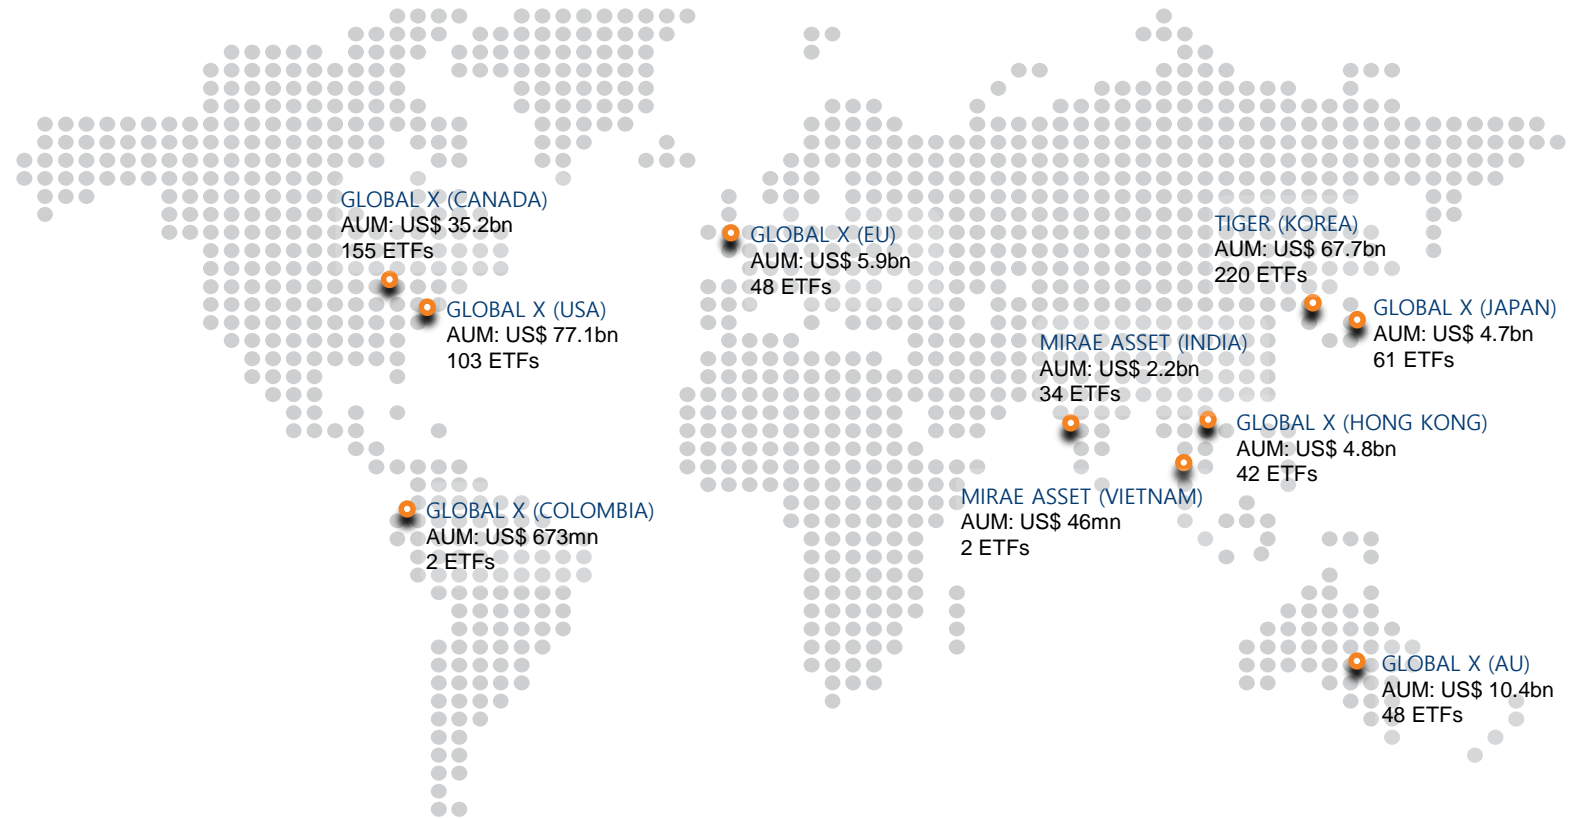 GLOBAL X (CANADA)
AUM: US$ 35.2bn
155 ETFs
GLOBAL X (USA)
AUM: US$ 77.1bn
103 ETFs
GLOBAL X (EU)
AUM: US$ 5.9bn
48 ETFs
TIGER (KOREA)
AUM: US$ 67.7bn
220 ETFs
GLOBAL X (JAPAN)
AUM: US$ 4.7bn
61 ETFs
MIRAE ASSET (INDIA)
AUM: US$ 2.2bn
34 ETFs
GLOBAL X (HONG KONG)
AUM: US$ 4.8bn
42 ETFs
MIRAE ASSET (VIETNAM)
AUM: US$ 46mn
2 ETFs
GLOBAL X (COLOMBIA)
AUM: US$ 673mn
2 ETFs
GLOBAL X (AU)
AUM: US$ 10.4bn
48 ETFs